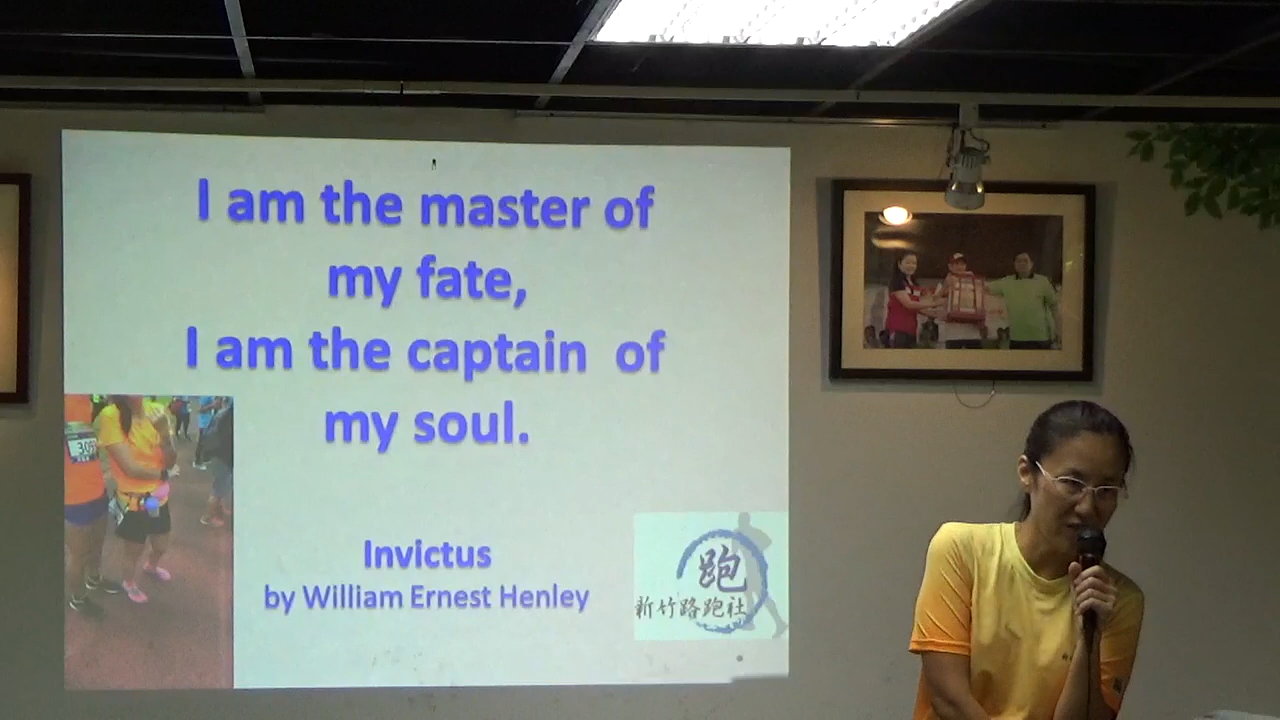 I am the master of
my fate,
I am the captain of
my soul.
Invictus
by William Ernest Henley
跑
新竹路跑社